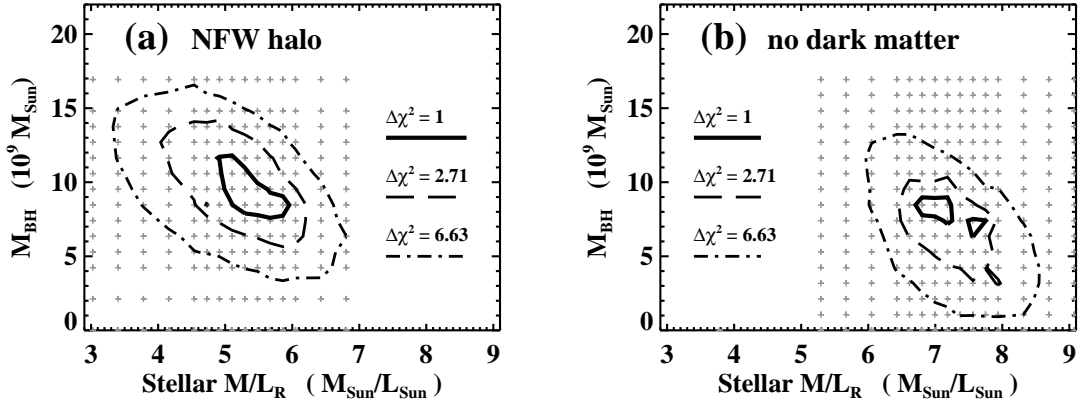 (a) NFW halo
20
15
10
5
0
M_BH (10^9 M_Sun)
Δχ² = 1
Δχ² = 2.71
Δχ² = 6.63
3 4 5 6 7 8 9
Stellar M/L_R ( M_Sun/L_Sun)
(b) no dark matter
20
15
10
5
0
M_BH (10^9 M_Sun)
Δχ² = 1
Δχ² = 2.71
Δχ² = 6.63
3 4 5 6 7 8 9
Stellar M/L_R ( M_Sun/L_Sun)